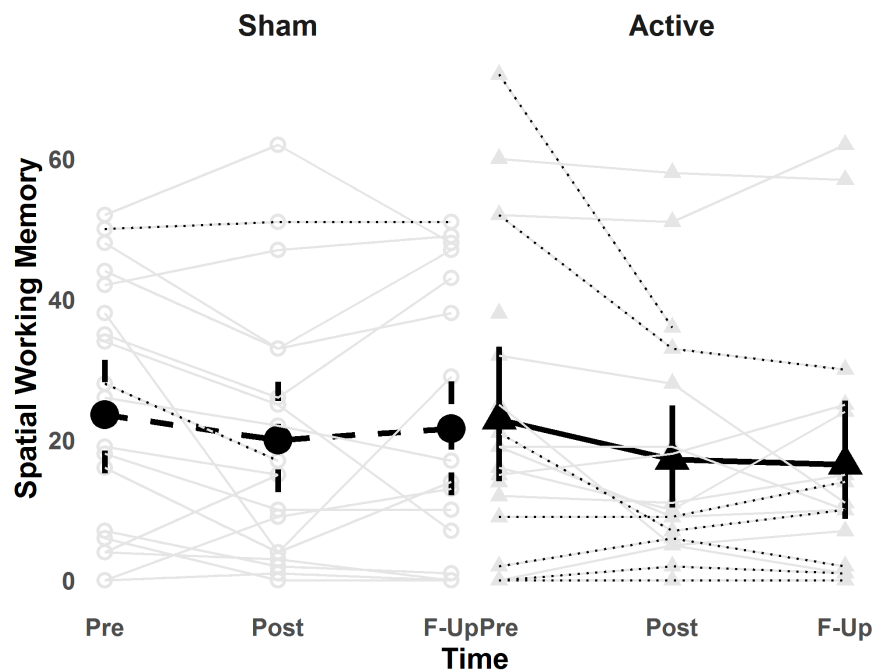 Sham Active
Spatial Working Memory
60
40
20
0
Pre Post F-UpPre Post F-Up
Time